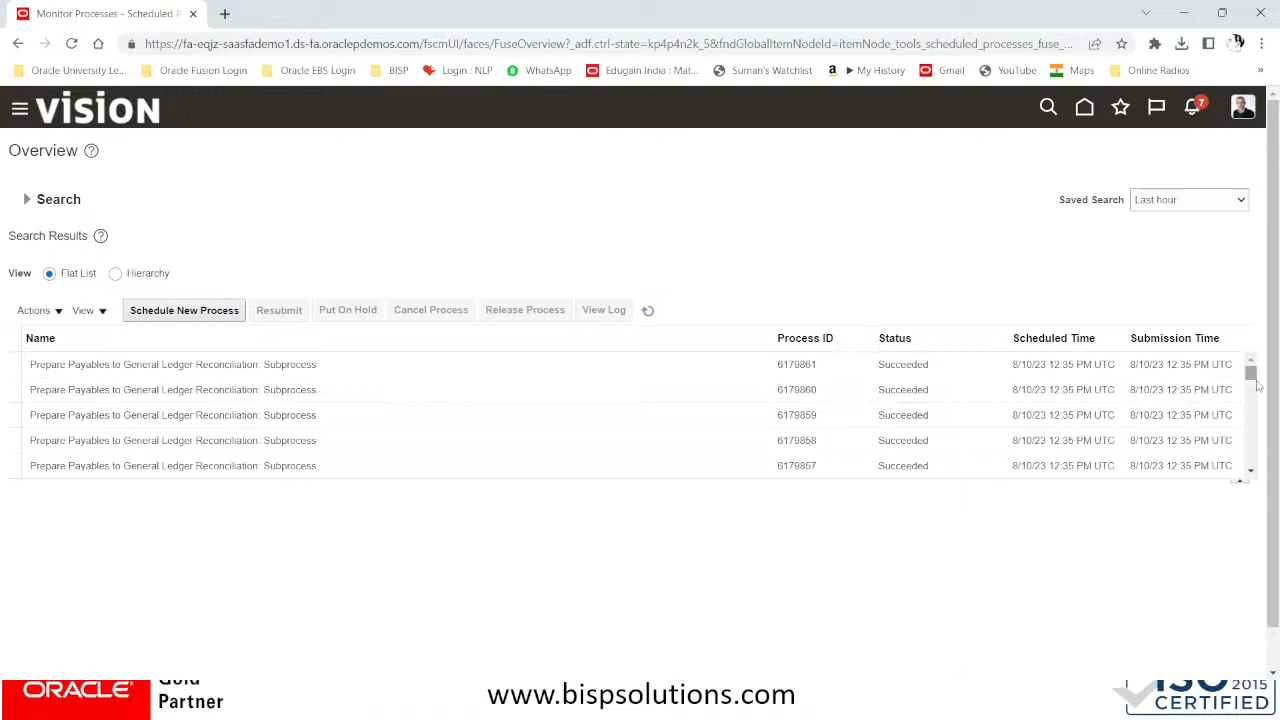 Monitor Processes - Scheduled P
https://fa-eqjz-saasfademo1.ds-fa.oraclepdemos.com/fscmUI/faces/FuseOverview?_adf.ctrl-state=kp4p4n2k_58&fndGlobalItemNodeId=itemNode_tools_scheduled_processes_fuse_...
Oracle University Le... Oracle Fusion Login Oracle EBS Login BISP Login : NLP WhatsApp Edugain India : Mat... Suman's Watchlist ▶ My History Gmail YouTube Maps Online Radios »
vision 7
Overview ?
Search Saved Search Last hour
Search Results ?
View Flat List Hierarchy
Actions ▼ View ▼ Schedule New Process Resubmit Put On Hold Cancel Process Release Process View Log
Name Process ID Status Scheduled Time Submission Time
Prepare Payables to General Ledger Reconciliation: Subprocess 6179861 Succeeded 8/10/23 12:35 PM UTC 8/10/23 12:35 PM UTC
Prepare Payables to General Ledger Reconciliation: Subprocess 6179860 Succeeded 8/10/23 12:35 PM UTC 8/10/23 12:35 PM UTC
Prepare Payables to General Ledger Reconciliation: Subprocess 6179859 Succeeded 8/10/23 12:35 PM UTC 8/10/23 12:35 PM UTC
Prepare Payables to General Ledger Reconciliation: Subprocess 6179858 Succeeded 8/10/23 12:35 PM UTC 8/10/23 12:35 PM UTC
Prepare Payables to General Ledger Reconciliation: Subprocess 6179857 Succeeded 8/10/23 12:35 PM UTC 8/10/23 12:35 PM UTC
ORACLE Gold Partner
www.bispsolutions.com
ISO 2015
CERTIFIED